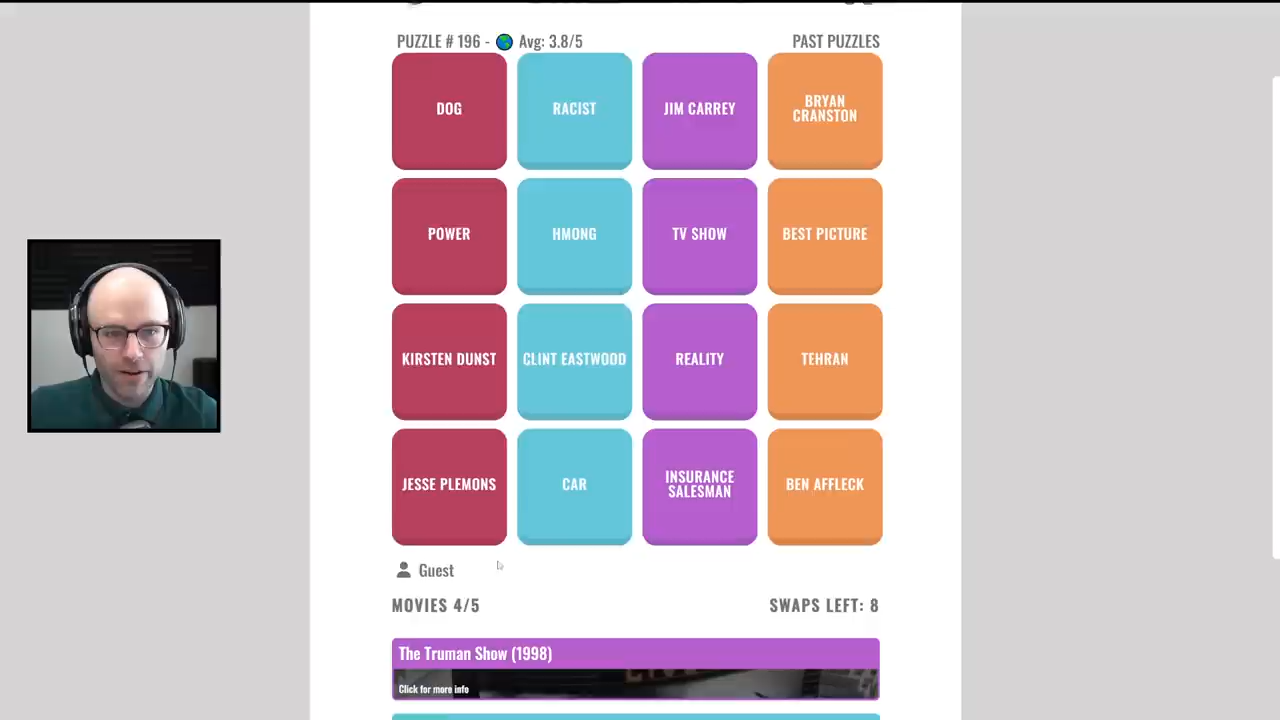 PUZZLE # 196 - Avg: 3.8/5
PAST PUZZLES
DOG
RACIST
JIM CARREY
BRYAN
CRANSTON
POWER
HMONG
TV SHOW
BEST PICTURE
KIRSTEN DUNST
CLINT EASTWOOD
REALITY
TEHRAN
JESSE PLEMONS
CAR
INSURANCE
SALESMAN
BEN AFFLECK
Guest
MOVIES 4/5
SWAPS LEFT: 8
The Truman Show (1998)
Click for more info